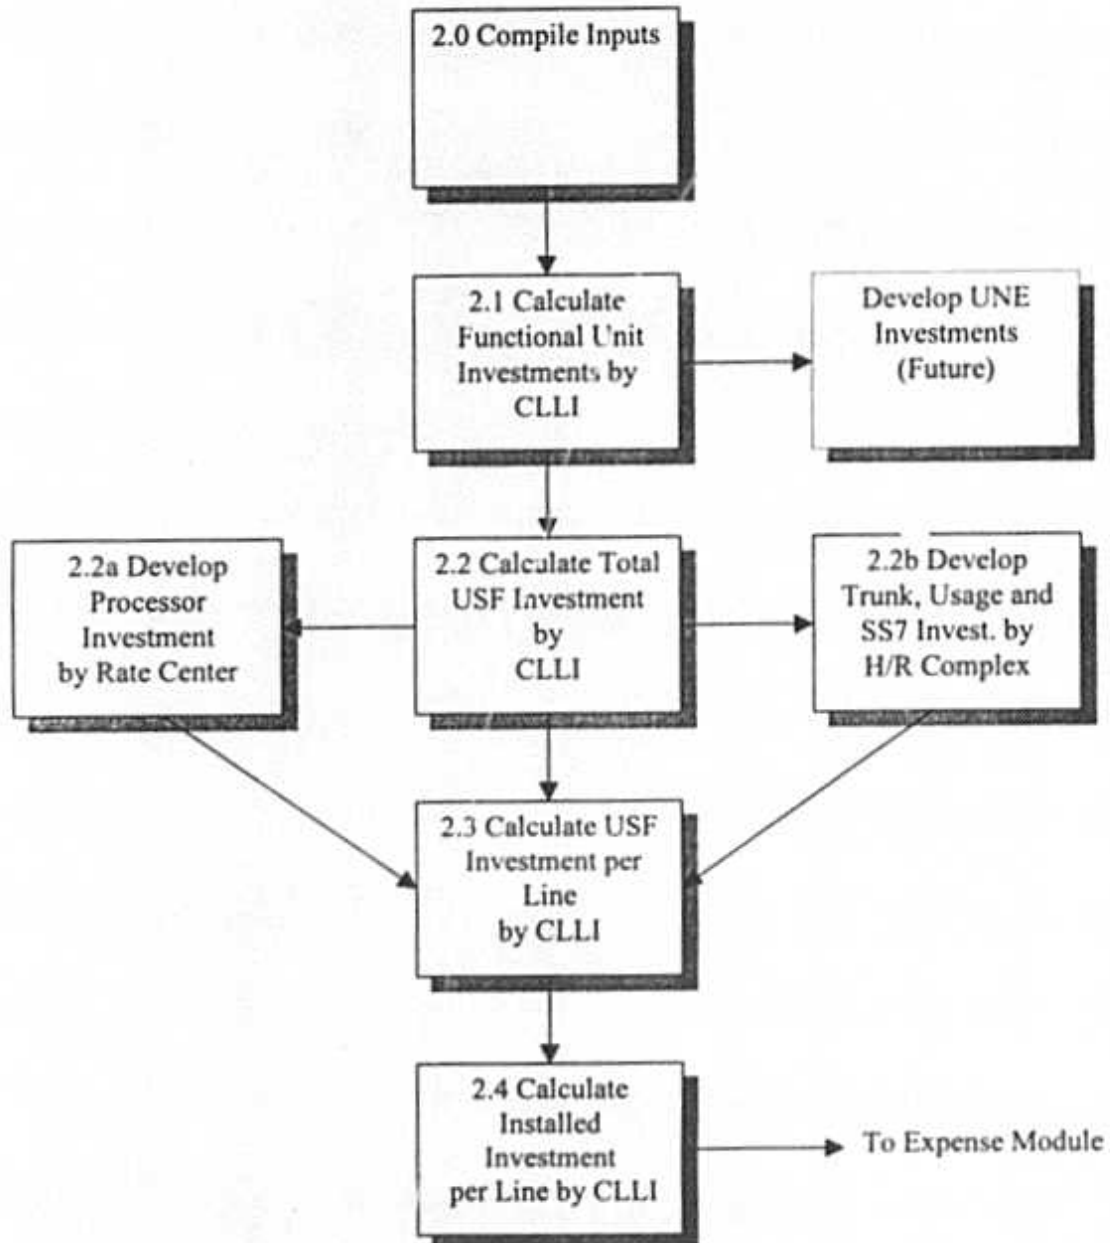 2.0 Compile Inputs
2.1 Calculate
Functional Unit
Investments by
CLLI
Develop UNE
Investments
(Future)
2.2a Develop
Processor
Investment
by Rate Center
2.2 Calculate Total
USF Investment
by
CLLI
2.2b Develop
Trunk, Usage and
SS7 Invest. by
H/R Complex
2.3 Calculate USF
Investment per
Line
by CLLI
2.4 Calculate
Installed
Investment
per Line by CLLI
To Expense Module